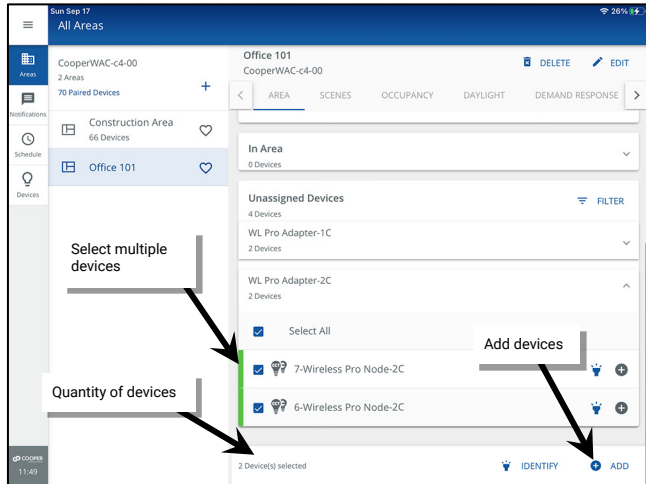 Sun Sep 17
26%
All Areas
Areas
Notifications
Schedule
Devices
COOPER
11:49
CooperWAC-c4-00
2 Areas
70 Paired Devices
Construction Area
66 Devices
Office 101
Office 101
CooperWAC-c4-00
DELETE
EDIT
AREA SCENES OCCUPANCY DAYLIGHT DEMAND RESPONSE
In Area
0 Devices
Unassigned Devices
4 Devices
FILTER
WL Pro Adapter-1C
2 Devices
WL Pro Adapter-2C
2 Devices
Select All
7-Wireless Pro Node-2C
6-Wireless Pro Node-2C
2 Device(s) selected
IDENTIFY
ADD
Select multiple
devices
Add devices
Quantity of devices